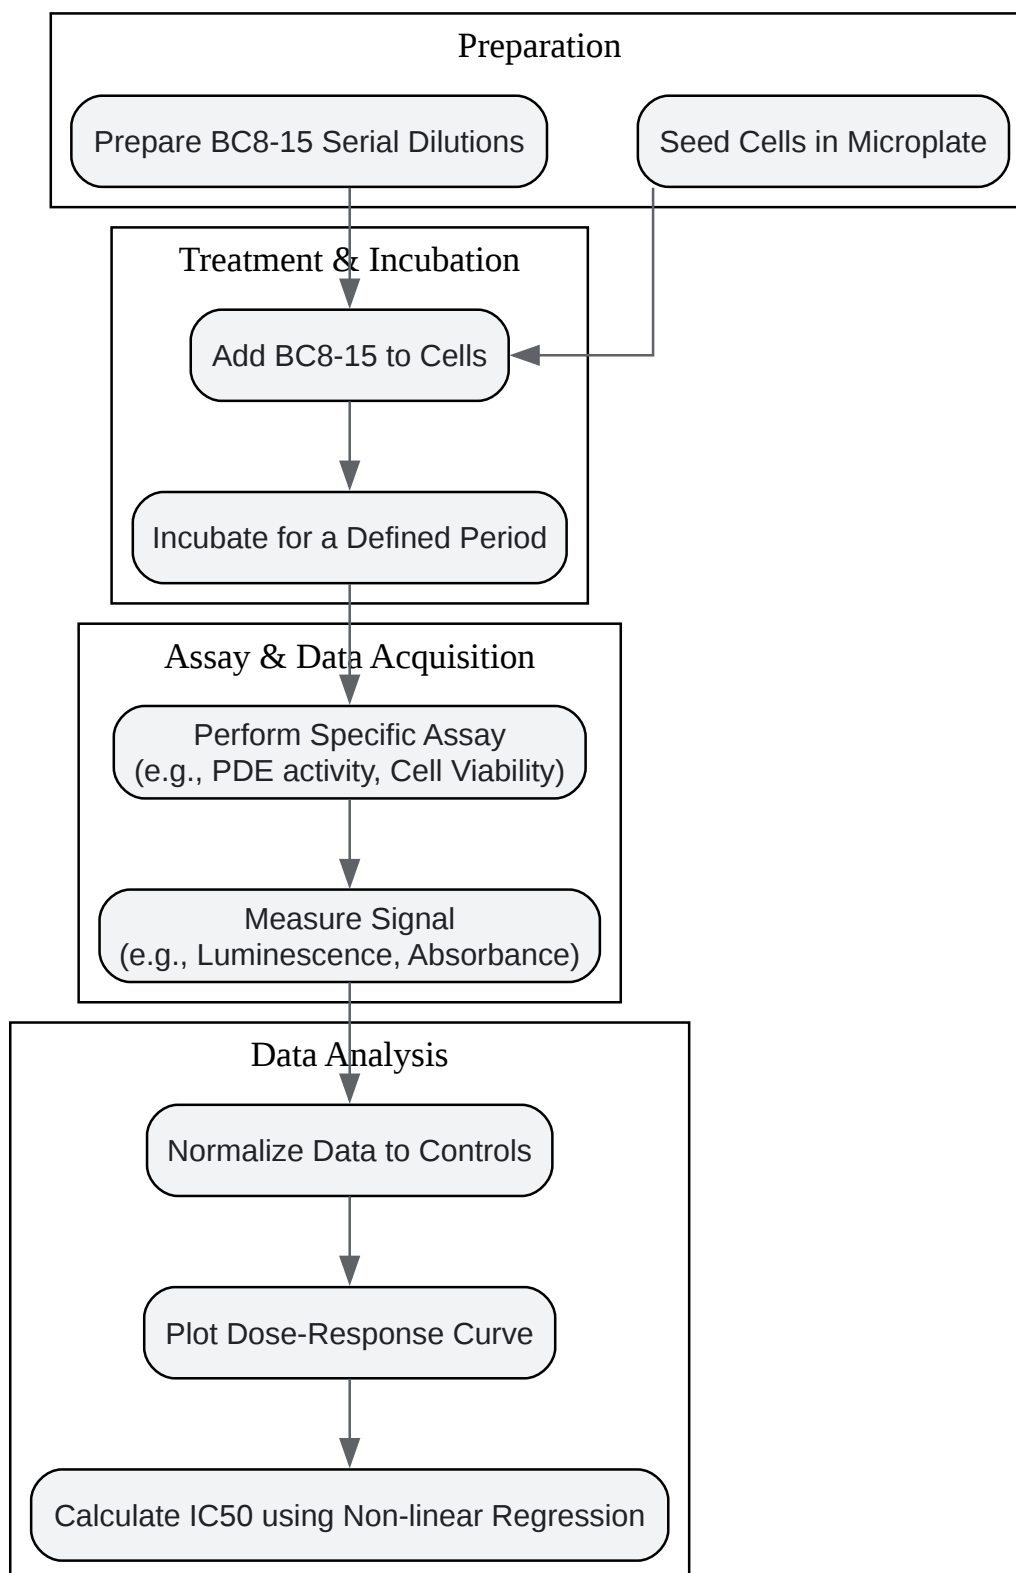 Preparation
Prepare BC8-15 Serial Dilutions
Seed Cells in Microplate
Treatment & Incubation
Add BC8-15 to Cells
Incubate for a Defined Period
Assay & Data Acquisition
Perform Specific Assay
(e.g., PDE activity, Cell Viability)
Measure Signal
(e.g., Luminescence, Absorbance)
Data Analysis
Normalize Data to Controls
Plot Dose-Response Curve
Calculate IC50 using Non-linear Regression